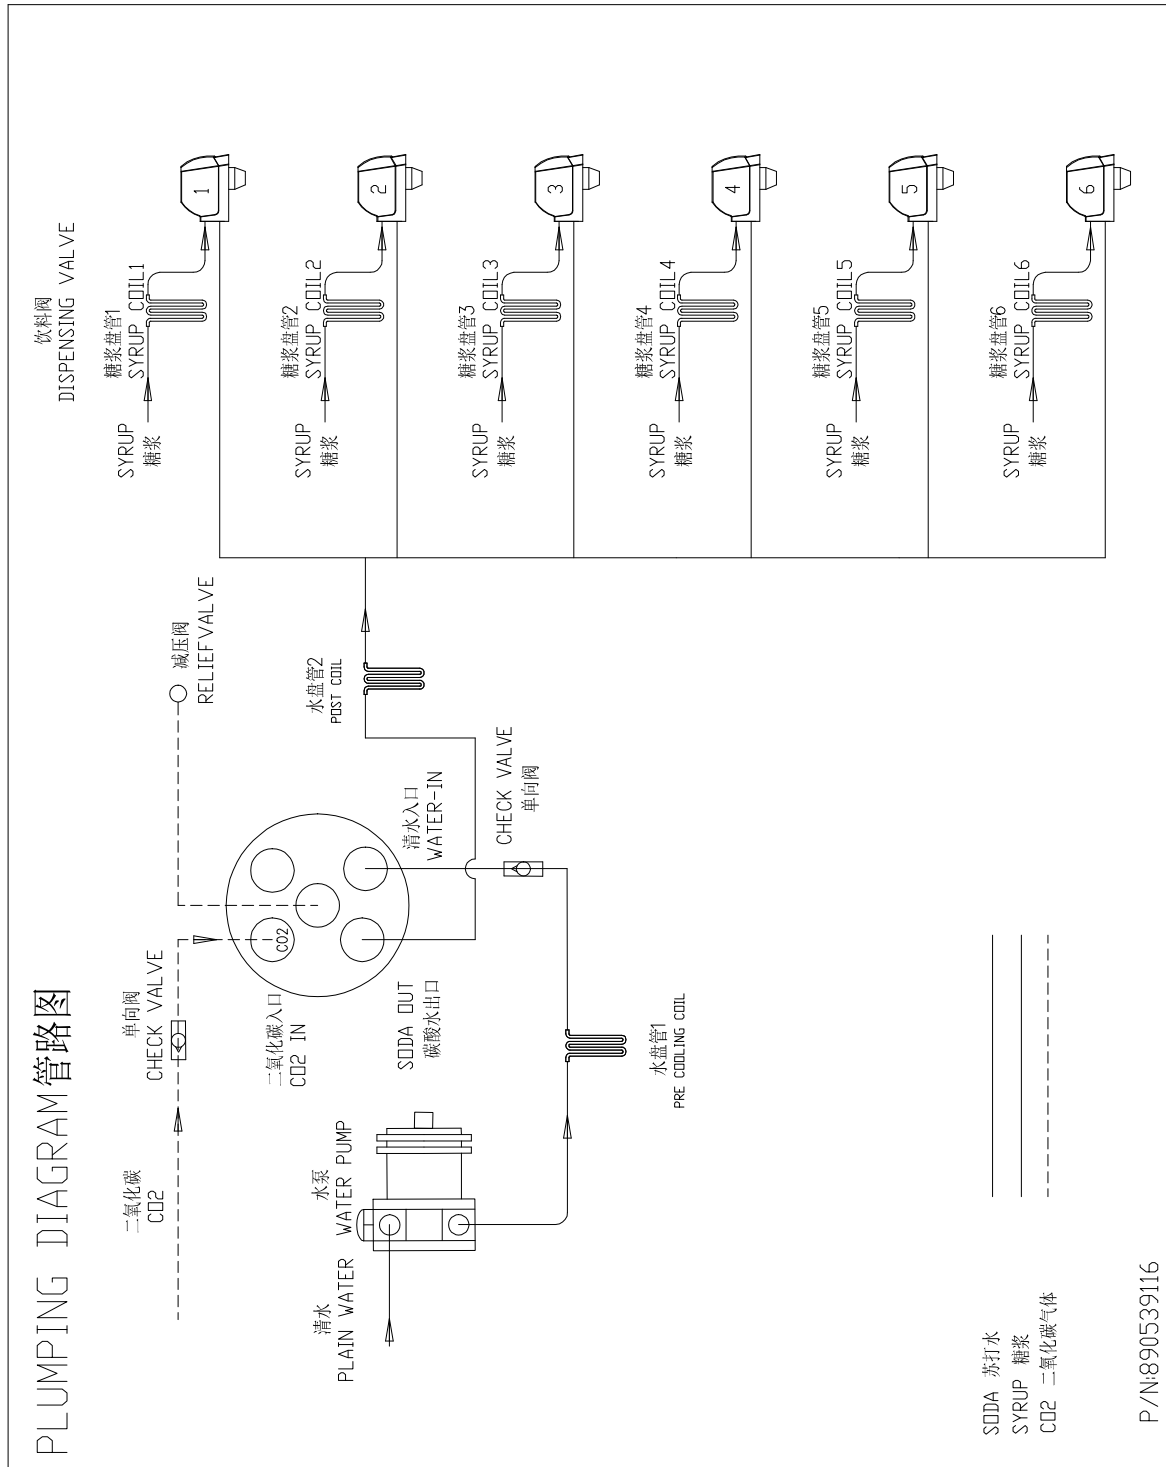 PLUMPING DIAGRAM管路图
饮料阀
DISPENSING VALVE
二氧化碳
CO2
单向阀
CHECK VALVE
减压阀
RELIEFVALVE
二氧化碳入口
CO2 IN
CO2
SODA OUT
碳酸水出口
清水入口
WATER-IN
CHECK VALVE
单向阀
水盘管2
POST COIL
清水
PLAIN WATER
水泵
WATER PUMP
水盘管1
PRE COOLING COIL
SYRUP
糖浆
糖浆盘管1
SYRUP COIL1
1
SYRUP
糖浆
糖浆盘管2
SYRUP COIL2
2
SYRUP
糖浆
糖浆盘管3
SYRUP COIL3
3
SYRUP
糖浆
糖浆盘管4
SYRUP COIL4
4
SYRUP
糖浆
糖浆盘管5
SYRUP COIL5
5
SYRUP
糖浆
糖浆盘管6
SYRUP COIL6
6
SODA 苏打水
SYRUP 糖浆
CO2 二氧化碳气体
P/N:890539116